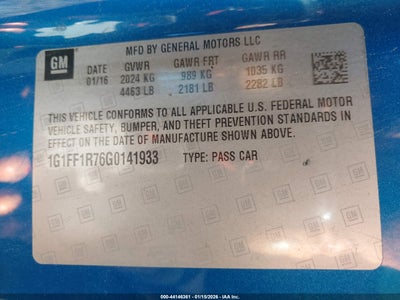 GM
MFD BY GENERAL MOTORS LLC
DATE GVWR GAWR FRT GAWR RR
01/16 2024 KG 989 KG 1035 KG
4463 LB 2181 LB 2282 LB
THIS VEHICLE CONFORMS TO ALL APPLICABLE U.S. FEDERAL MOTOR
VEHICLE SAFETY, BUMPER, AND THEFT PREVENTION STANDARDS IN
EFFECT ON THE DATE OF MANUFACTURE SHOWN ABOVE.
1G1FF1R76G0141933 TYPE: PASS CAR
000 - 44146361 - 01/15/2026 - IAA Inc.